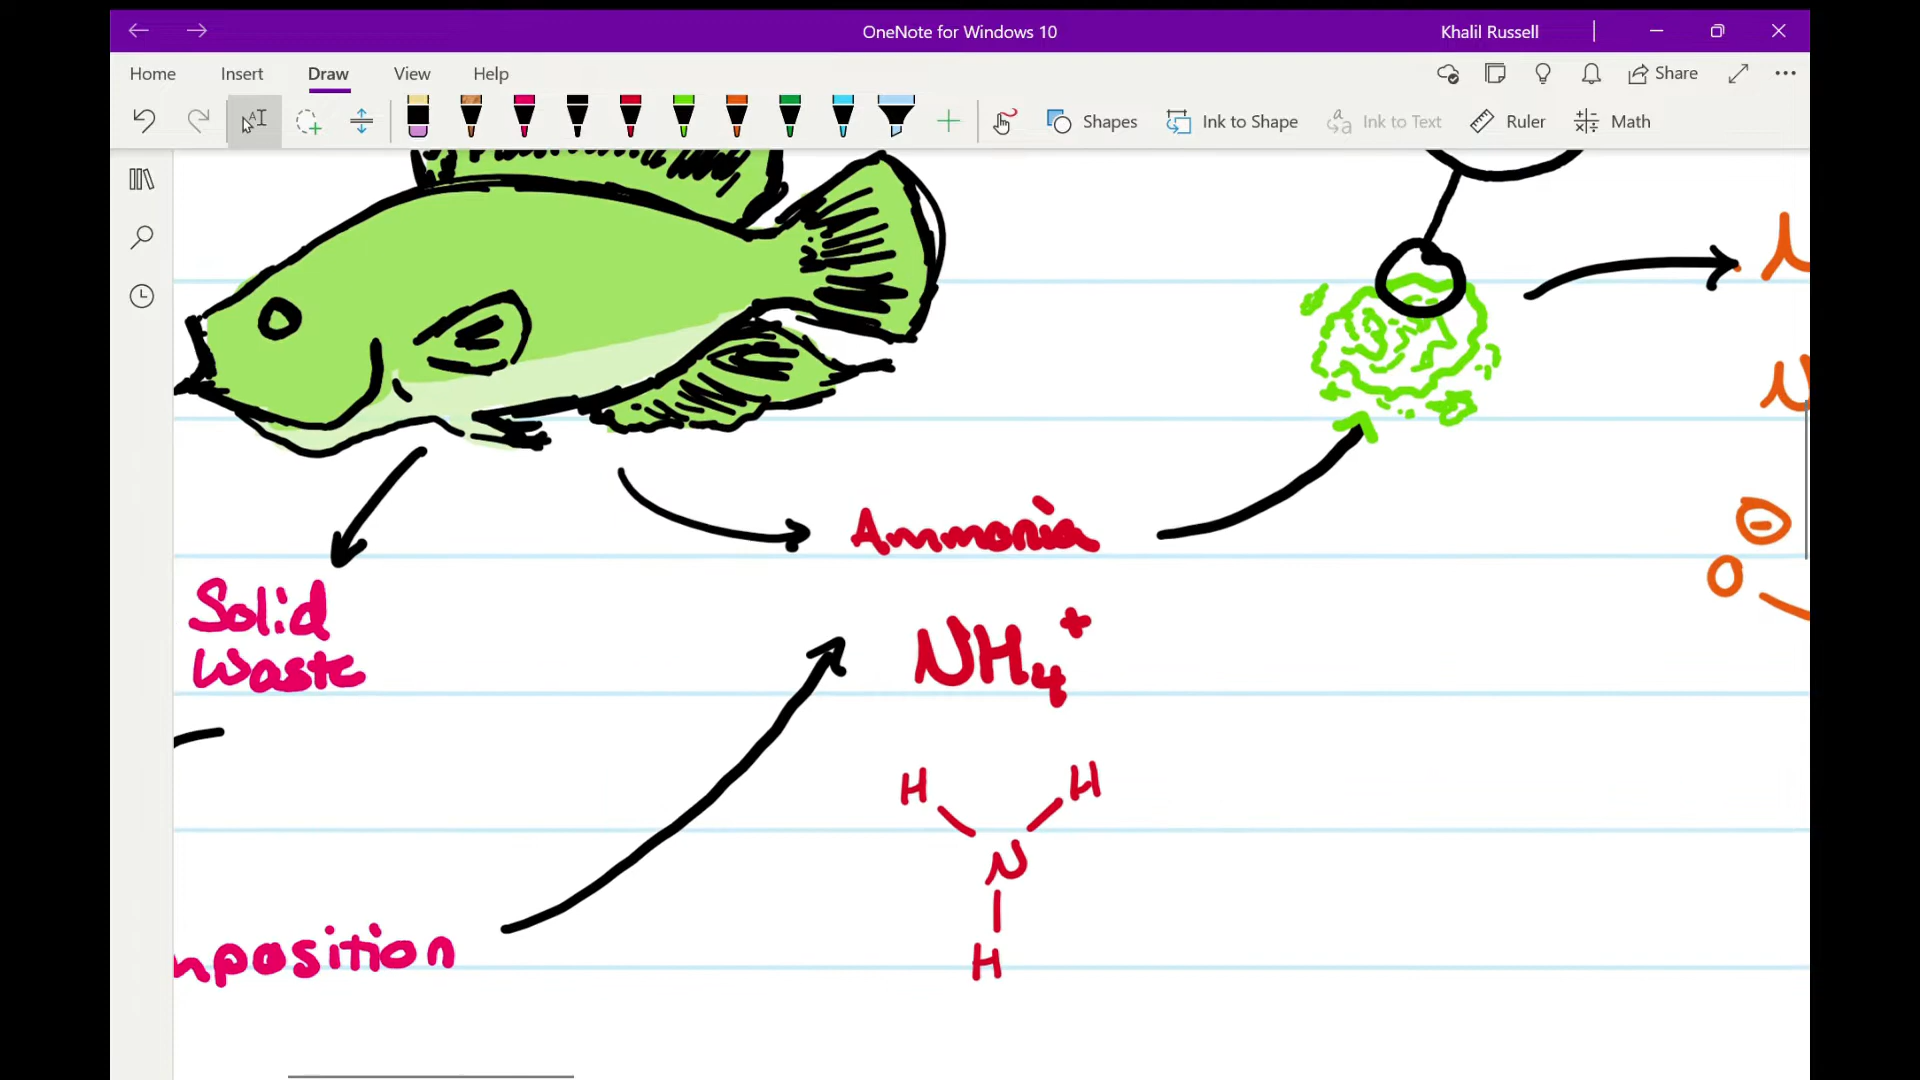 OneNote for Windows 10
Khalil Russell
Home Insert Draw View Help
Share
Shapes Ink to Shape Ink to Text Ruler Math
Ammonia
Solid
Waste
NH4+
O
H H
N
H
mposition